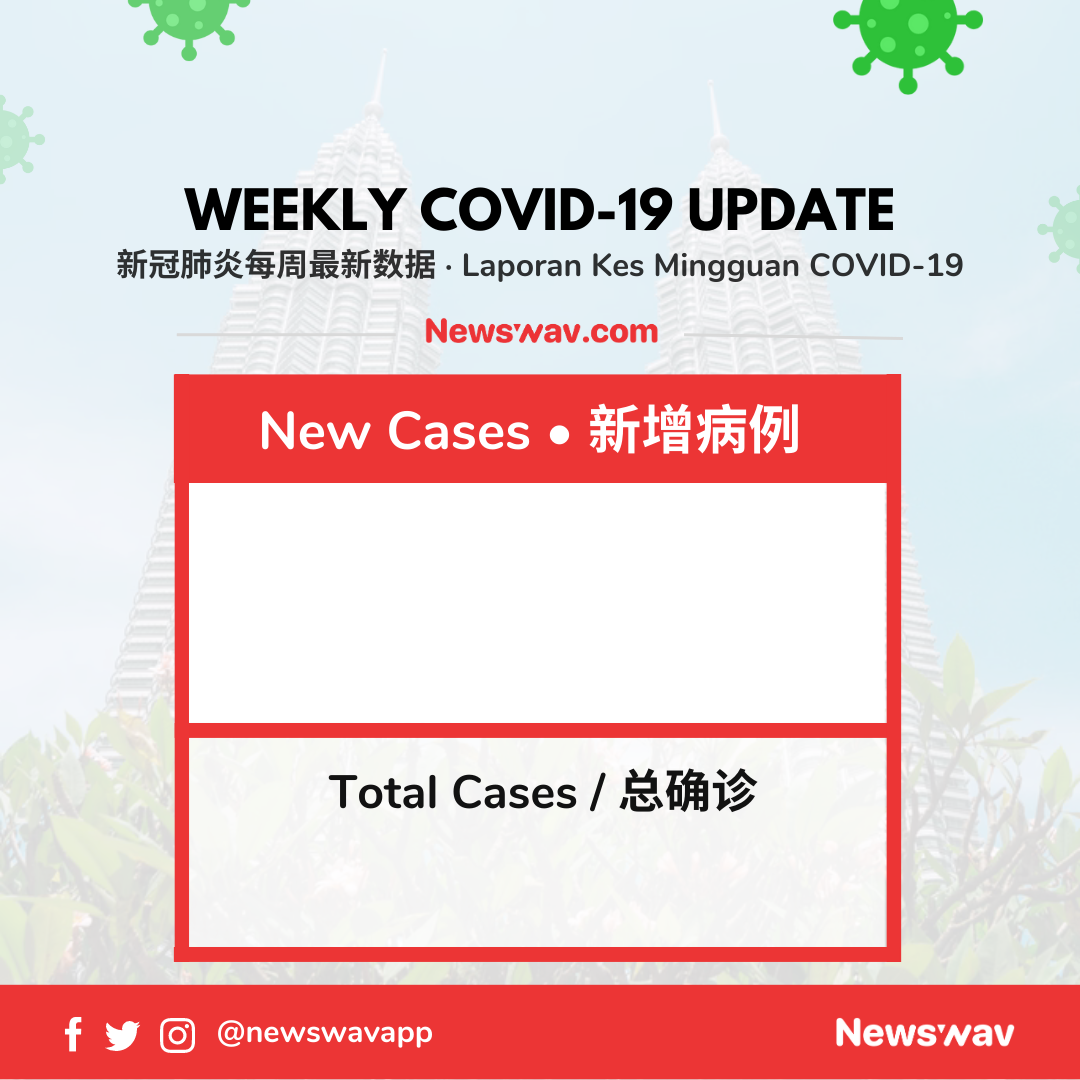 WEEKLY COVID-19 UPDATE
新冠肺炎每周最新数据 · Laporan Kes Mingguan COVID-19
Newswav.com
New Cases • 新增病例
Total Cases / 总确诊
@newswavapp
Newswav